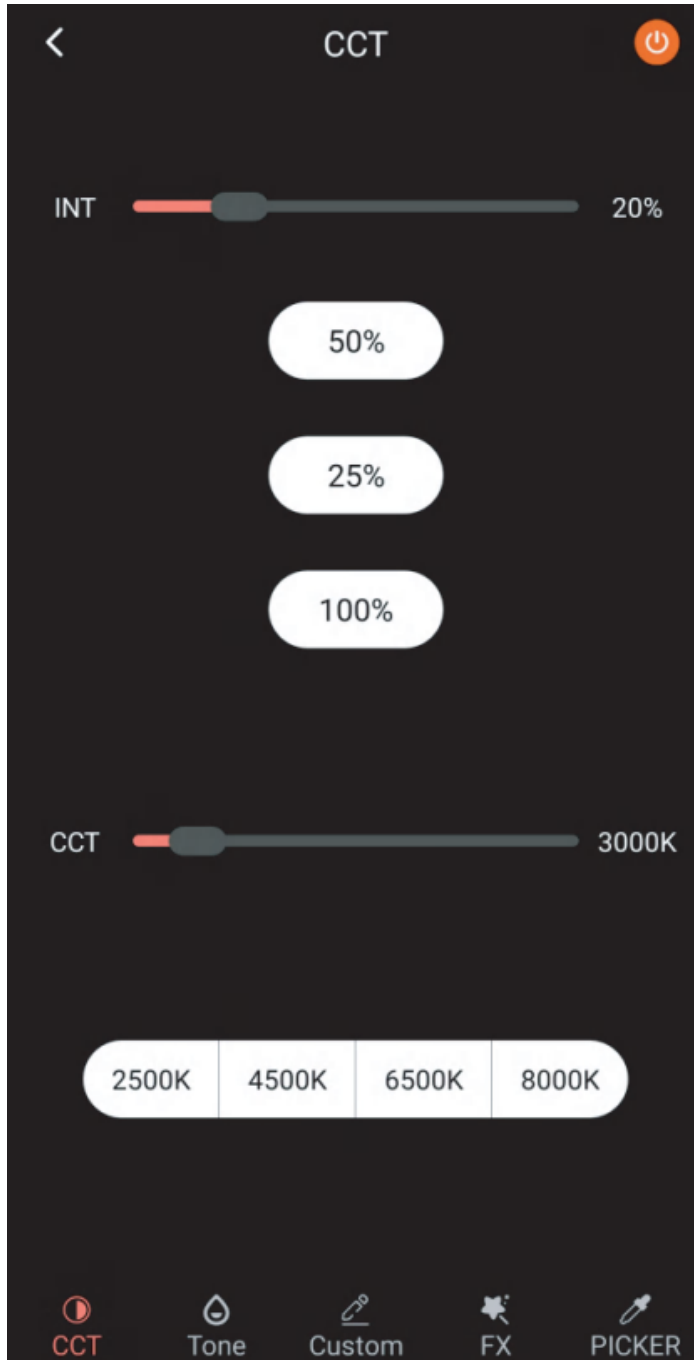 CCT
INT 20%
50%
25%
100%
CCT 3000K
2500K 4500K 6500K 8000K
CCT Tone Custom FX PICKER